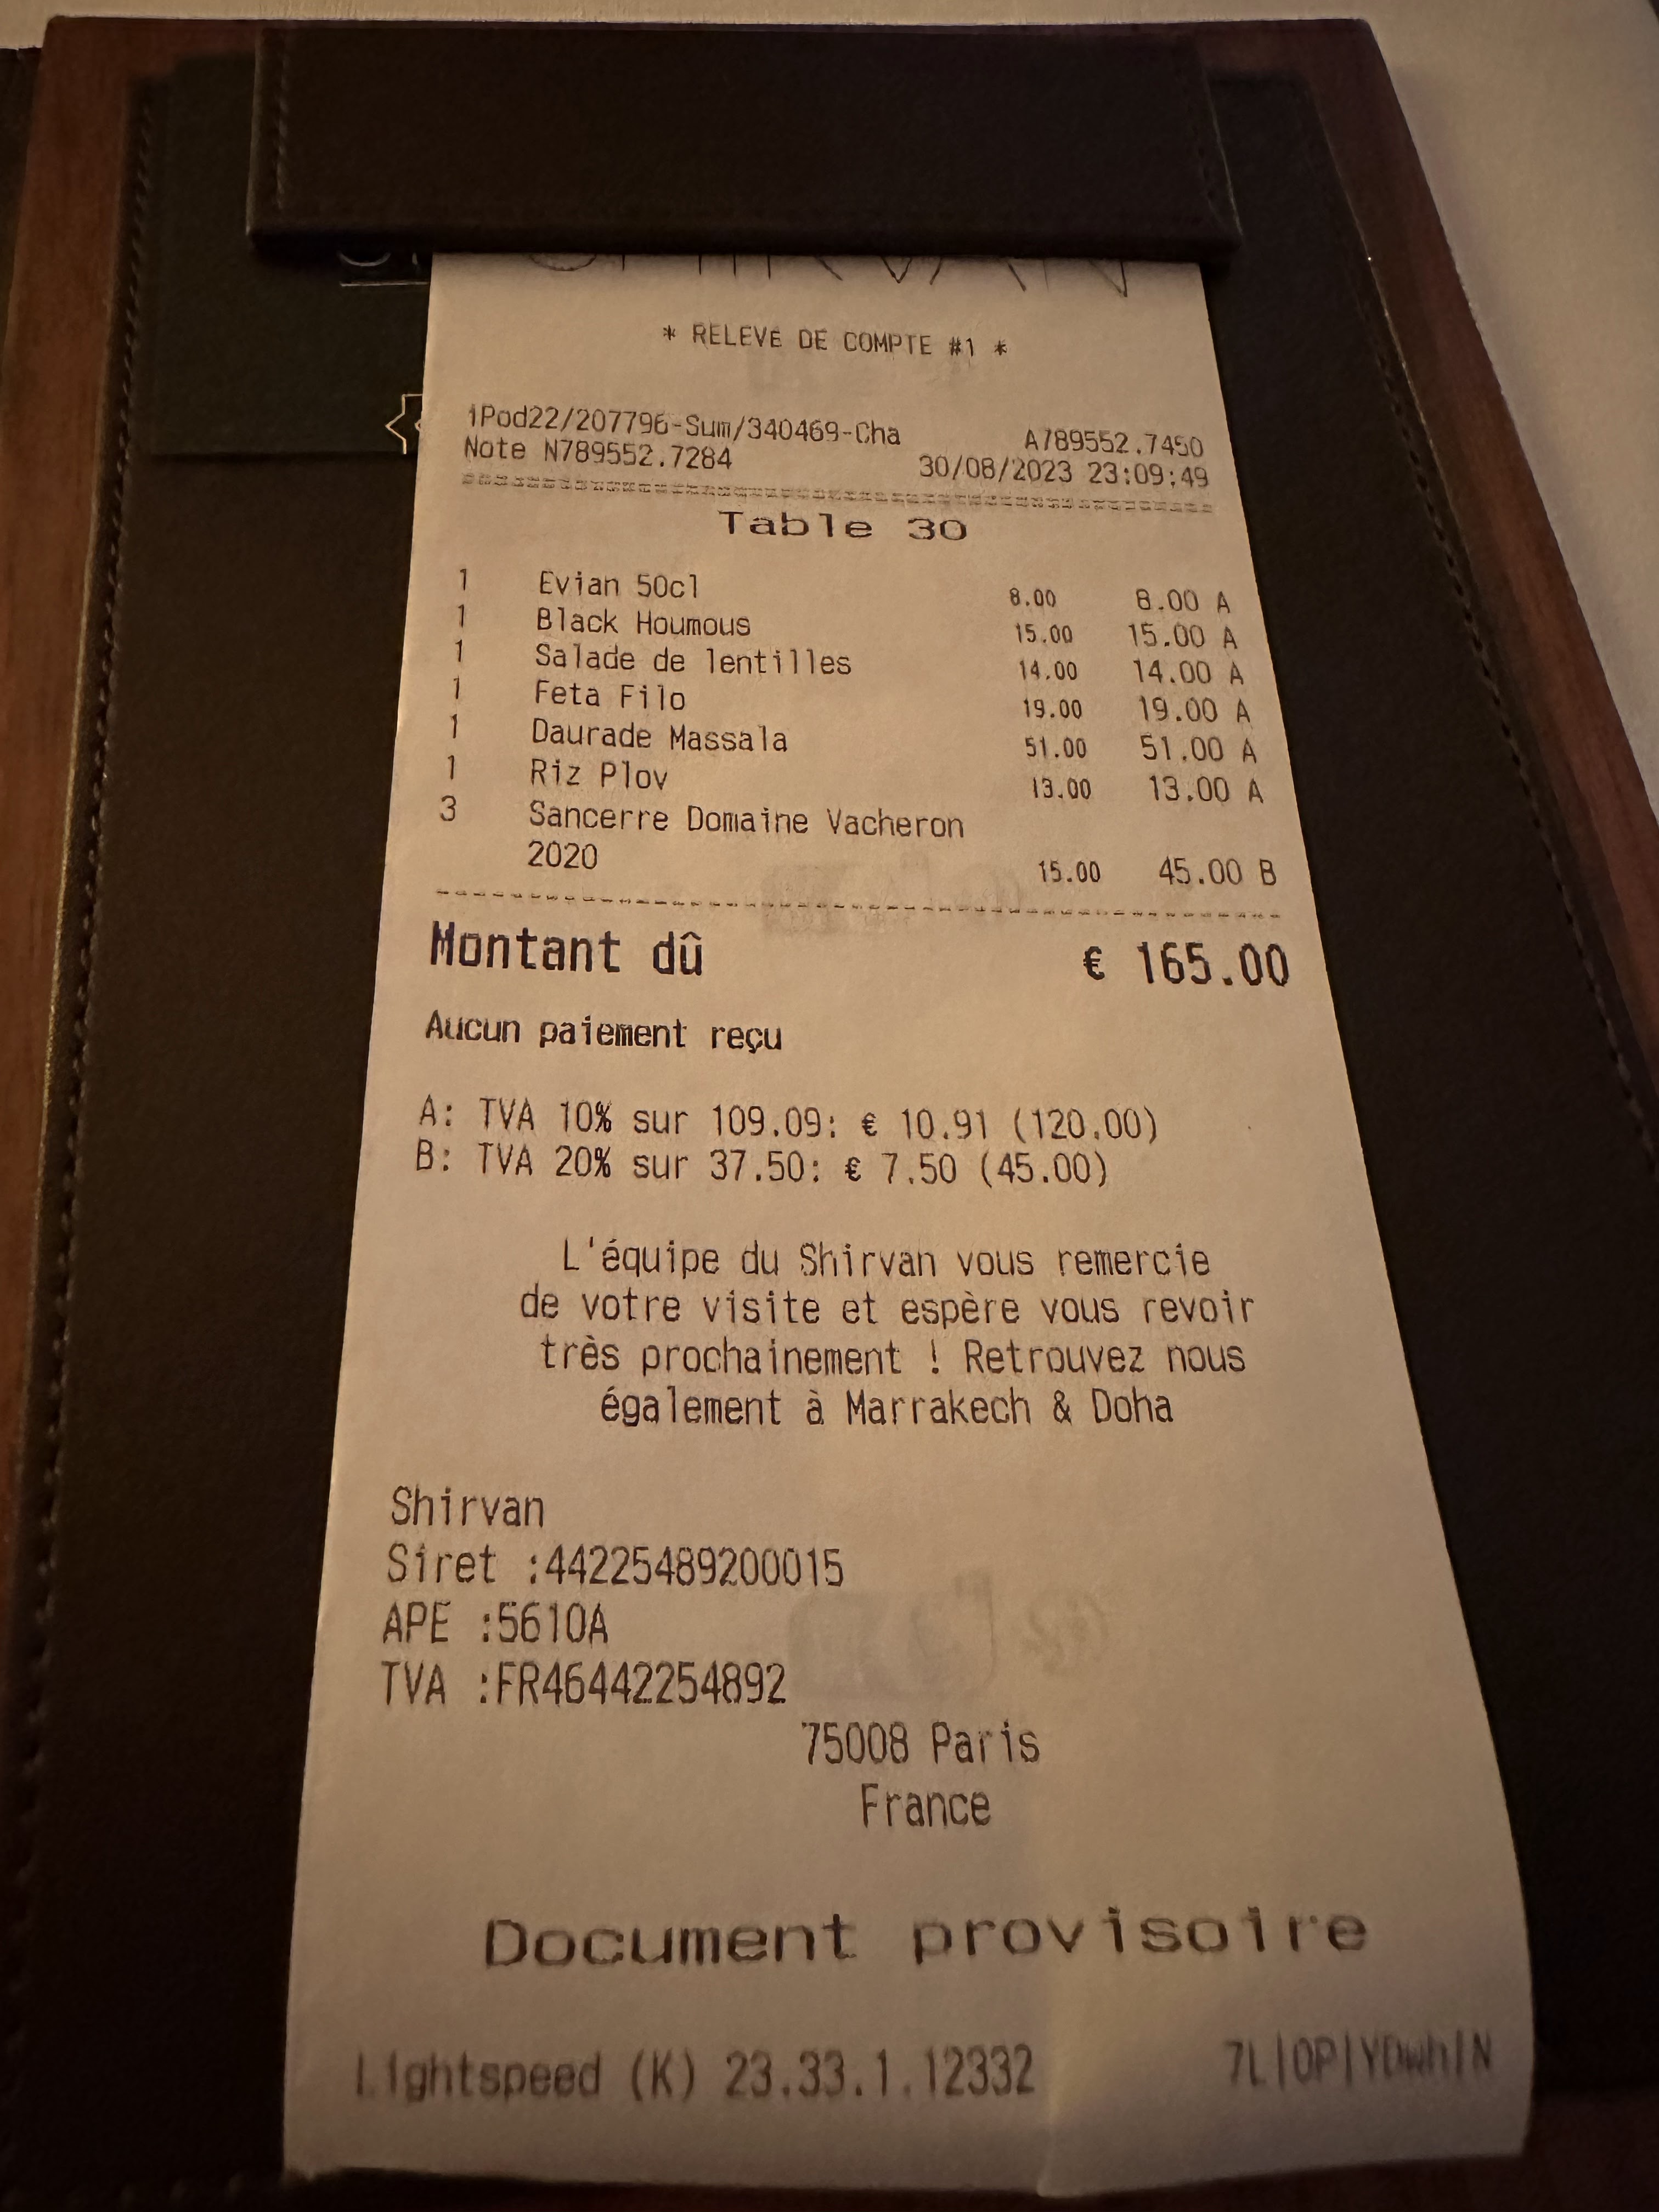 SHIRVAN
* RELEVE DE COMPTE #1 *
iPod22/207796-Sum/340469-Cha A789552.7450
Note N789552.7284 30/08/2023 23:09:49
Table 30
1 Evian 50cl 8.00 8.00 A
1 Black Houmous 15.00 15.00 A
1 Salade de lentilles 14.00 14.00 A
1 Feta Filo 19.00 19.00 A
1 Daurade Massala 51.00 51.00 A
1 Riz Plov 13.00 13.00 A
3 Sancerre Domaine Vacheron
2020 15.00 45.00 B
Montant dû € 165.00
Aucun paiement reçu
A: TVA 10% sur 109.09: € 10.91 (120.00)
B: TVA 20% sur 37.50: € 7.50 (45.00)
L'équipe du Shirvan vous remercie
de votre visite et espère vous revoir
très prochainement ! Retrouvez nous
également à Marrakech & Doha
Shirvan
Siret :44225489200015
APE :5610A
TVA :FR46442254892
75008 Paris
France
Document provisoire
Lightspeed (K) 23.33.1.12332